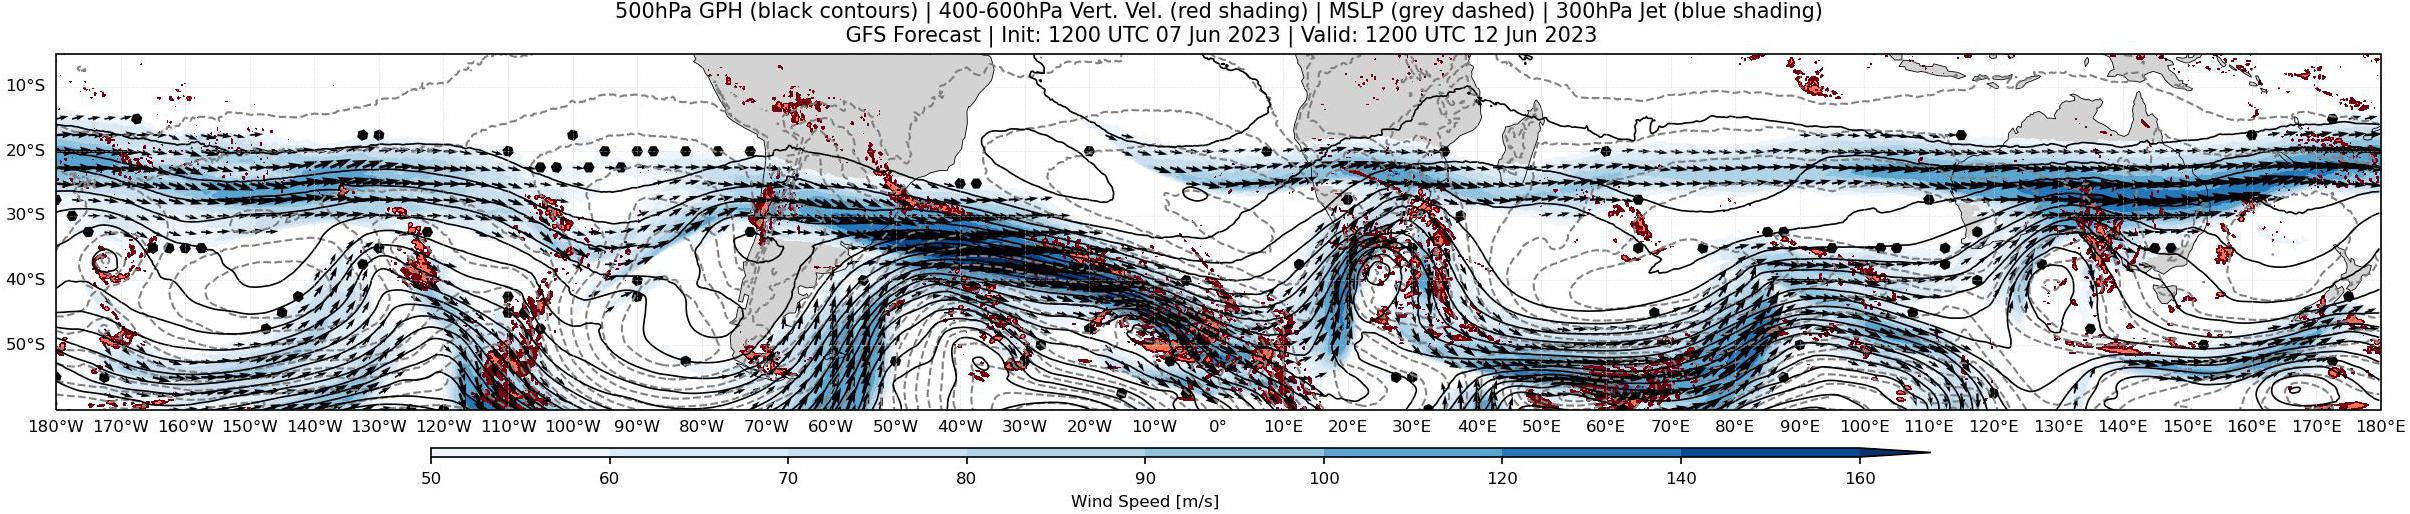 500hPa GPH (black contours) | 400-600hPa Vert. Vel. (red shading) | MSLP (grey dashed) | 300hPa Jet (blue shading)
GFS Forecast | Init: 1200 UTC 07 Jun 2023 | Valid: 1200 UTC 12 Jun 2023
10°S
20°S
30°S
40°S
50°S
180°W 170°W 160°W 150°W 140°W 130°W 120°W 110°W 100°W 90°W 80°W 70°W 60°W 50°W 40°W 30°W 20°W 10°W 0° 10°E 20°E 30°E 40°E 50°E 60°E 70°E 80°E 90°E 100°E 110°E 120°E 130°E 140°E 150°E 160°E 170°E 180°E
50 60 70 80 90 100 120 140 160
Wind Speed [m/s]